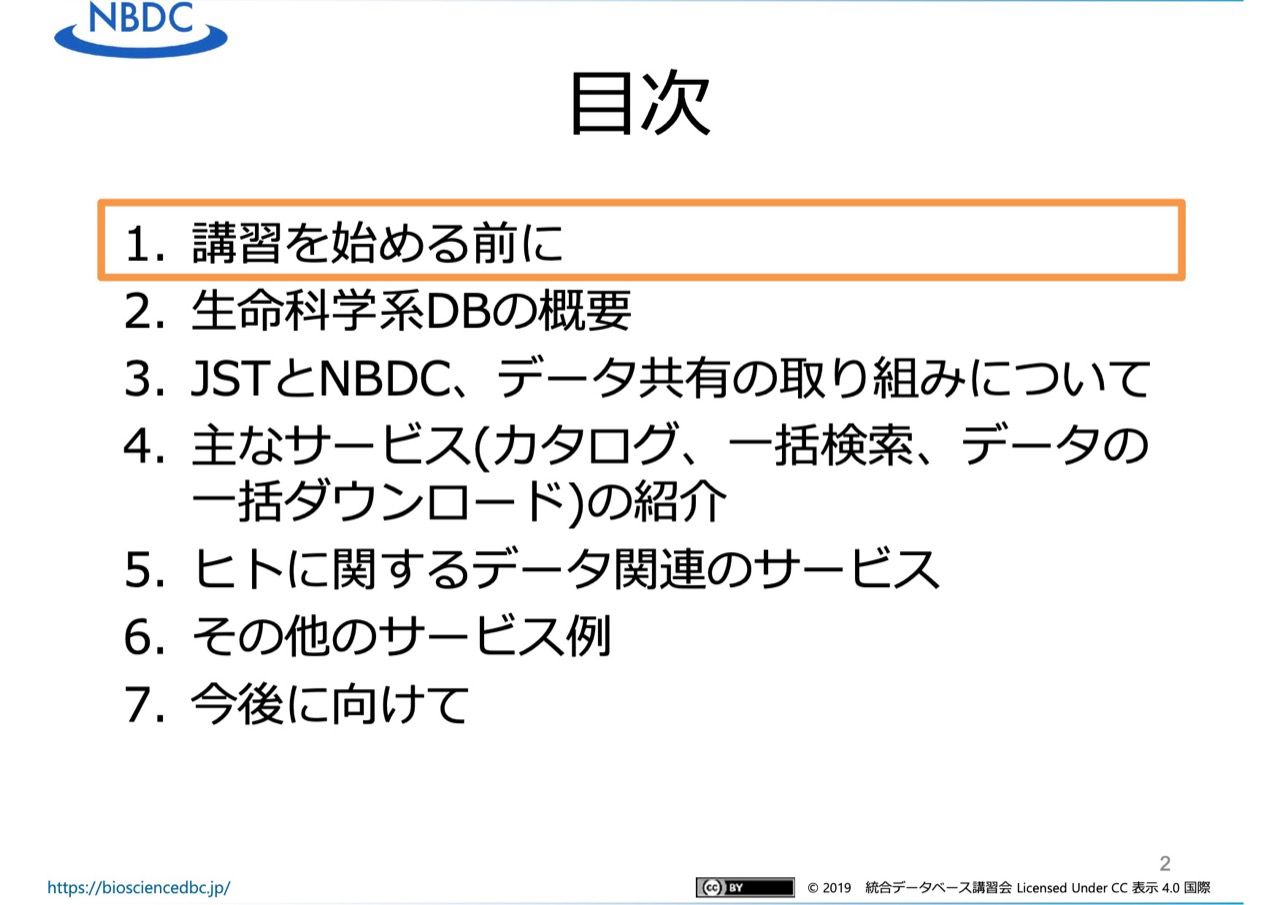 NBDC
目次
1. 講習を始める前に
2. 生命科学系DBの概要
3. JSTとNBDC、データ共有の取り組みについて
4. 主なサービス(カタログ、一括検索、データの
一括ダウンロード)の紹介
5. ヒトに関するデータ関連のサービス
6. その他のサービス例
7. 今後に向けて
2
https://biosciencedbc.jp/
cc BY
© 2019 統合データベース講習会 Licensed Under CC 表示 4.0 国際